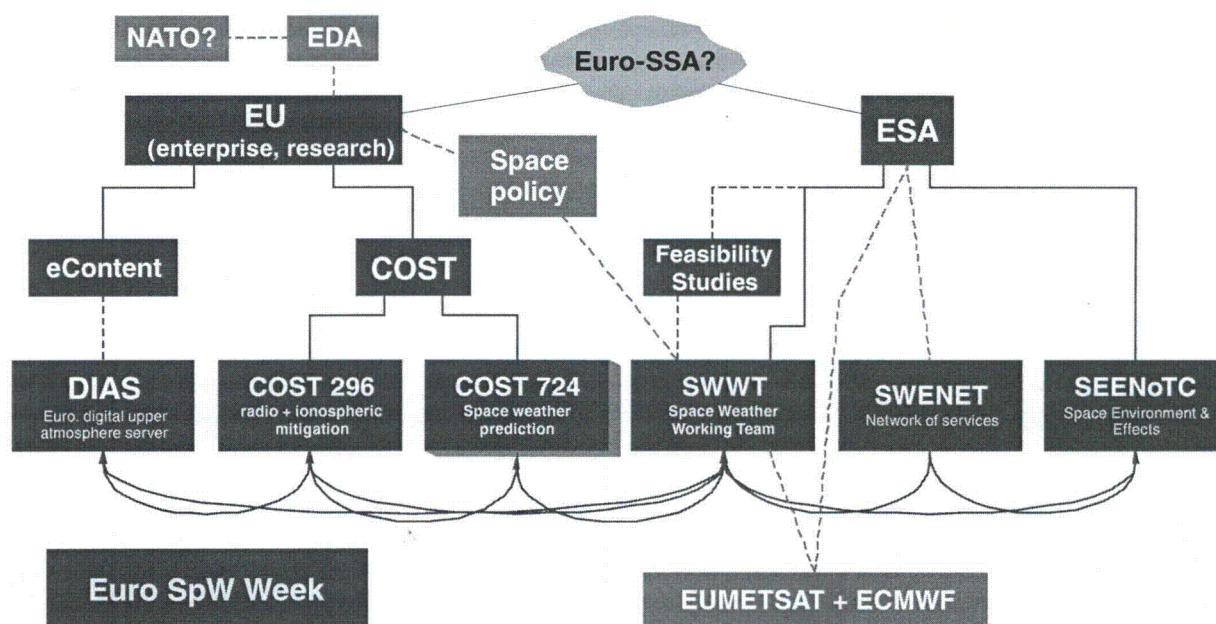 NATO?
EDA
Euro-SSA?
EU
(enterprise, research)
ESA
Space
policy
eContent
COST
Feasibility
Studies
DIAS
Euro. digital upper
atmosphere server
COST 296
radio + ionospheric
mitigation
COST 724
Space weather
prediction
SWWT
Space Weather
Working Team
SWENET
Network of services
SEENoTC
Space Environment &
Effects
Euro SpW Week
EUMETSAT + ECMWF